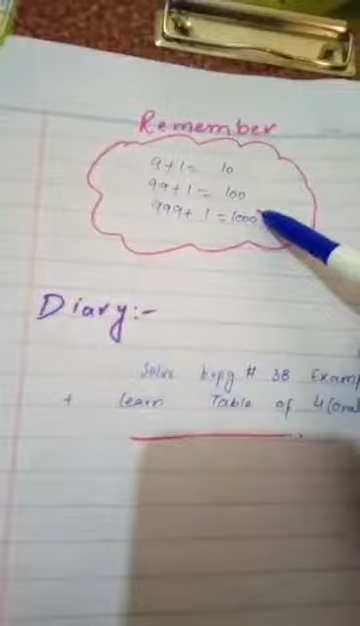 Remember
9+1= 10
99+1 = 100
999+ 1 =1000
Diary:-
Solve b.pg # 38 Examp
+ learn Table of 4(oral